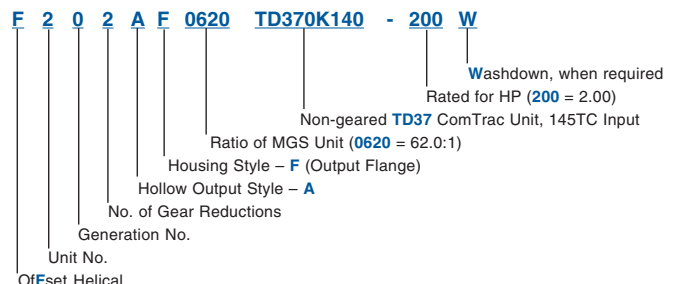 F 2 0 2 A F 0620 TD370K140 - 200 W
Washdown, when required
Rated for HP (200 = 2.00)
Non-geared TD37 ComTrac Unit, 145TC Input
Ratio of MGS Unit (0620 = 62.0:1)
Housing Style – F (Output Flange)
Hollow Output Style – A
No. of Gear Reductions
Generation No.
Unit No.
OfFset Helical